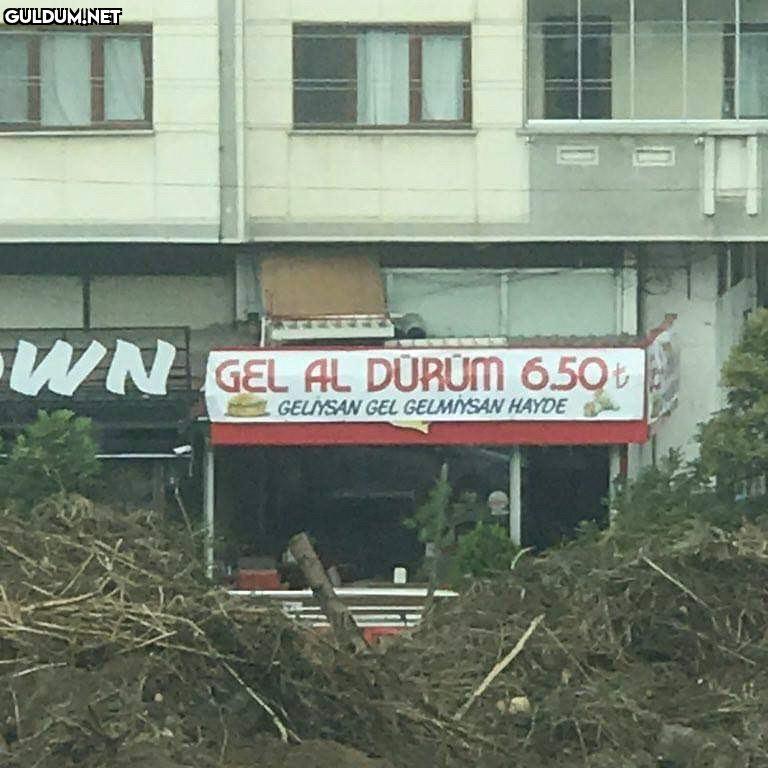 GULDUM.NET
OWN
GEL AL DÜRÜM 6.50 ₺
GELİYSAN GEL GELMİYSAN HAYDE